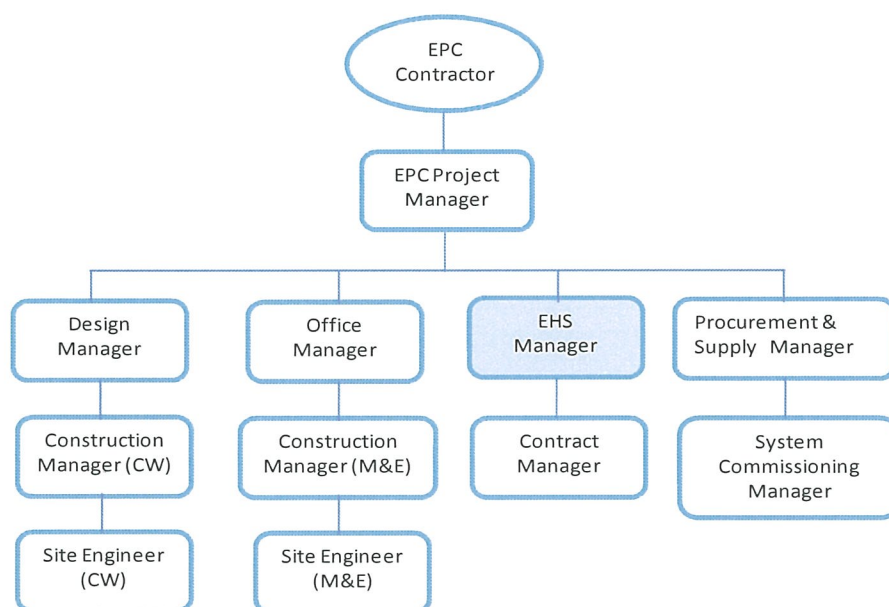 EPC
Contractor
EPC Project
Manager
Design
Manager
Office
Manager
EHS
Manager
Procurement &
Supply Manager
Construction
Manager (CW)
Construction
Manager (M&E)
Contract
Manager
System
Commissioning
Manager
Site Engineer
(CW)
Site Engineer
(M&E)